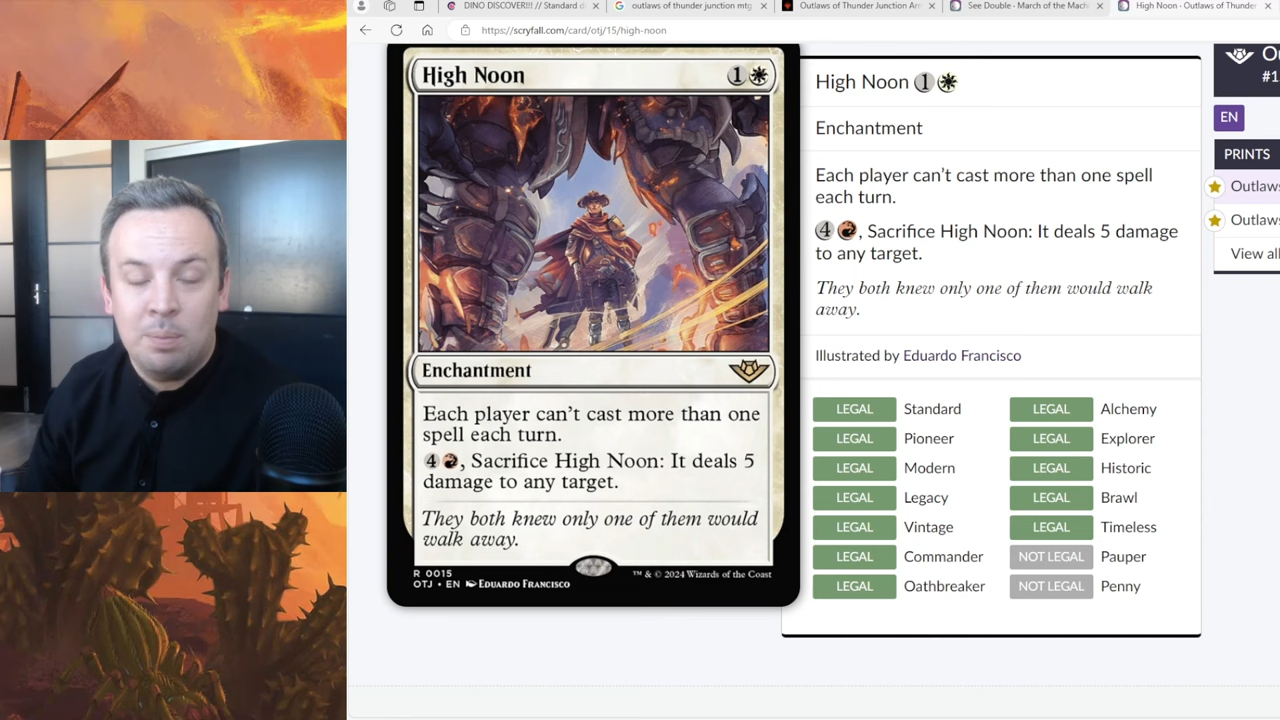 DINO DISCOVER!!! // Standard d
outlaws of thunder junction mtg
Outlaws of Thunder Junction Ar
See Double · March of the Mach
High Noon · Outlaws of Thunder
https://scryfall.com/card/otj/15/high-noon
High Noon 1
Enchantment
Each player can't cast more than one
spell each turn.
4, Sacrifice High Noon: It deals 5
damage to any target.
They both knew only one of them would
walk away.
R 0015
OTJ • EN Eduardo Francisco
™ & © 2024 Wizards of the Coast
High Noon 1
Enchantment
Each player can't cast more than one spell
each turn.
4, Sacrifice High Noon: It deals 5 damage
to any target.
They both knew only one of them would walk
away.
Illustrated by Eduardo Francisco
LEGAL Standard LEGAL Alchemy
LEGAL Pioneer LEGAL Explorer
LEGAL Modern LEGAL Historic
LEGAL Legacy LEGAL Brawl
LEGAL Vintage LEGAL Timeless
LEGAL Commander NOT LEGAL Pauper
LEGAL Oathbreaker NOT LEGAL Penny
Ou
#1
EN
PRINTS
Outlaws
Outlaws
View all